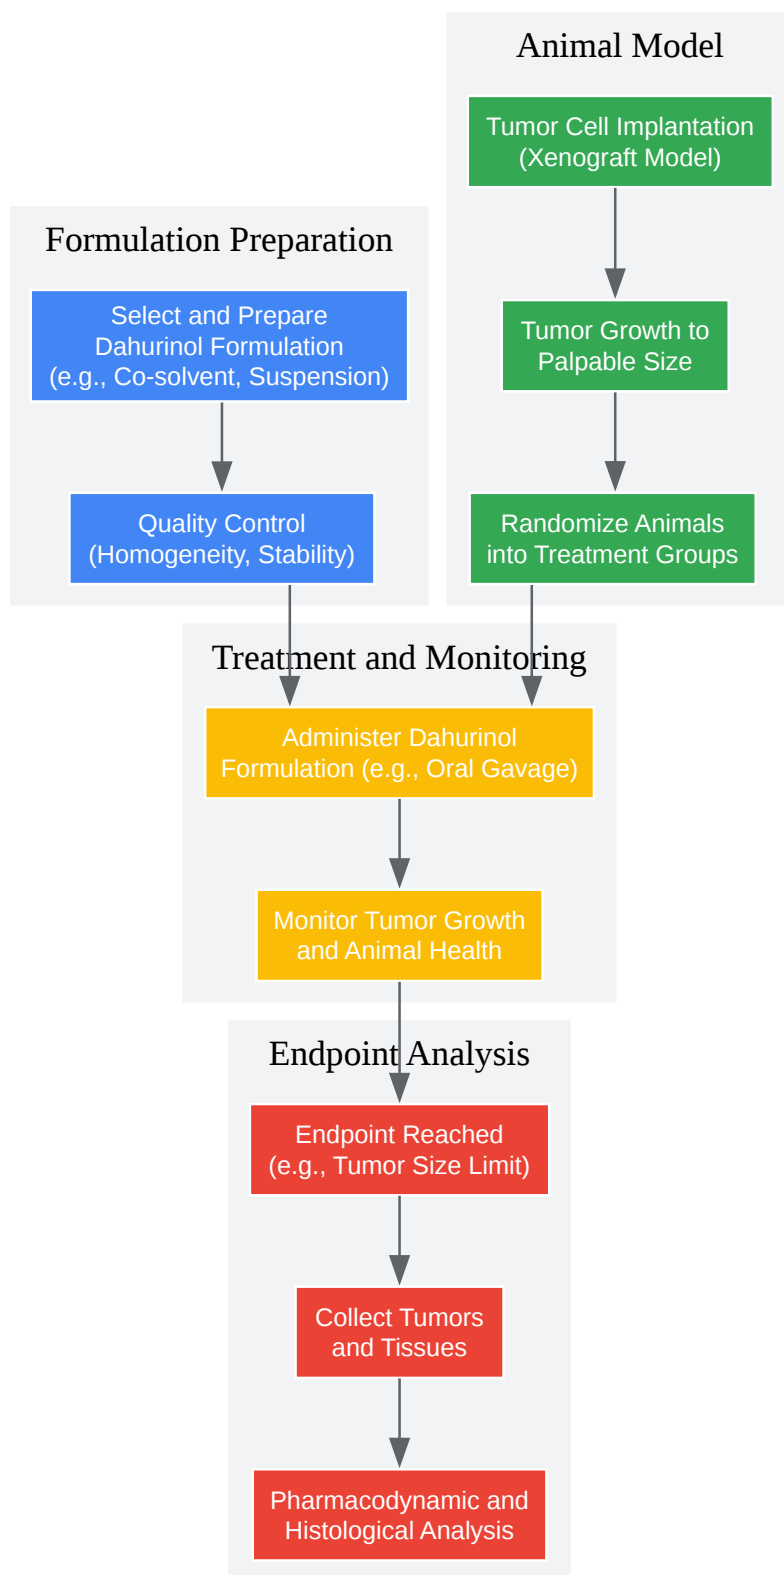 Animal Model
Tumor Cell Implantation
(Xenograft Model)
Tumor Growth to
Palpable Size
Randomize Animals
into Treatment Groups
Formulation Preparation
Select and Prepare
Dahurinol Formulation
(e.g., Co-solvent, Suspension)
Quality Control
(Homogeneity, Stability)
Treatment and Monitoring
Administer Dahurinol
Formulation (e.g., Oral Gavage)
Monitor Tumor Growth
and Animal Health
Endpoint Analysis
Endpoint Reached
(e.g., Tumor Size Limit)
Collect Tumors
and Tissues
Pharmacodynamic and
Histological Analysis